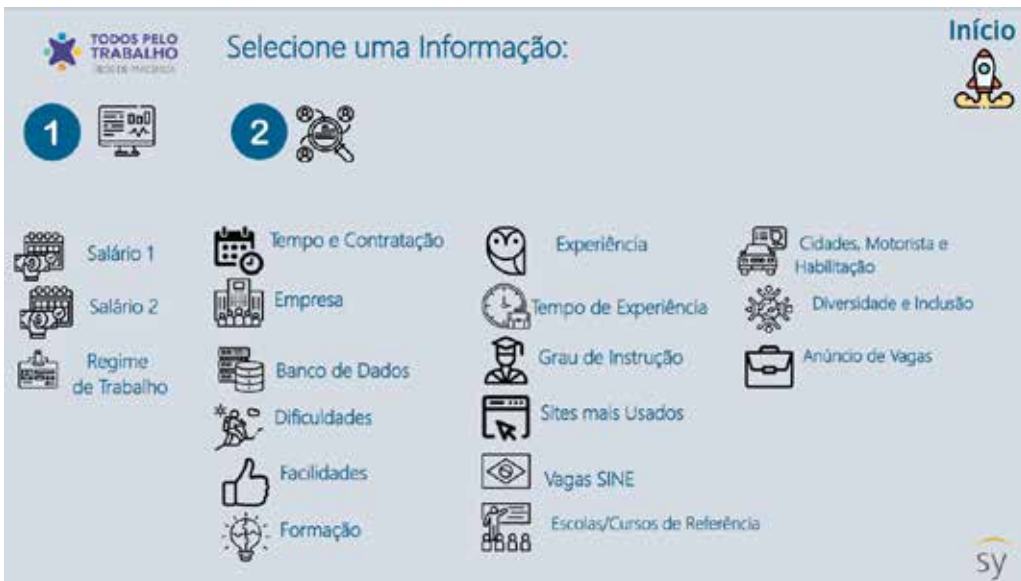 TODOS PELO
TRABALHO
Selecione uma Informação:
Início
1
2
Salário 1
Salário 2
Regime
de Trabalho
Tempo e Contratação
Empresa
Banco de Dados
Dificuldades
Facilidades
Formação
Experiência
Tempo de Experiência
Grau de Instrução
Sites mais Usados
Vagas SINE
Escolas/Cursos de Referência
Cidades, Motorista e
Habilitação
Diversidade e Inclusão
Anúncio de Vagas
sy